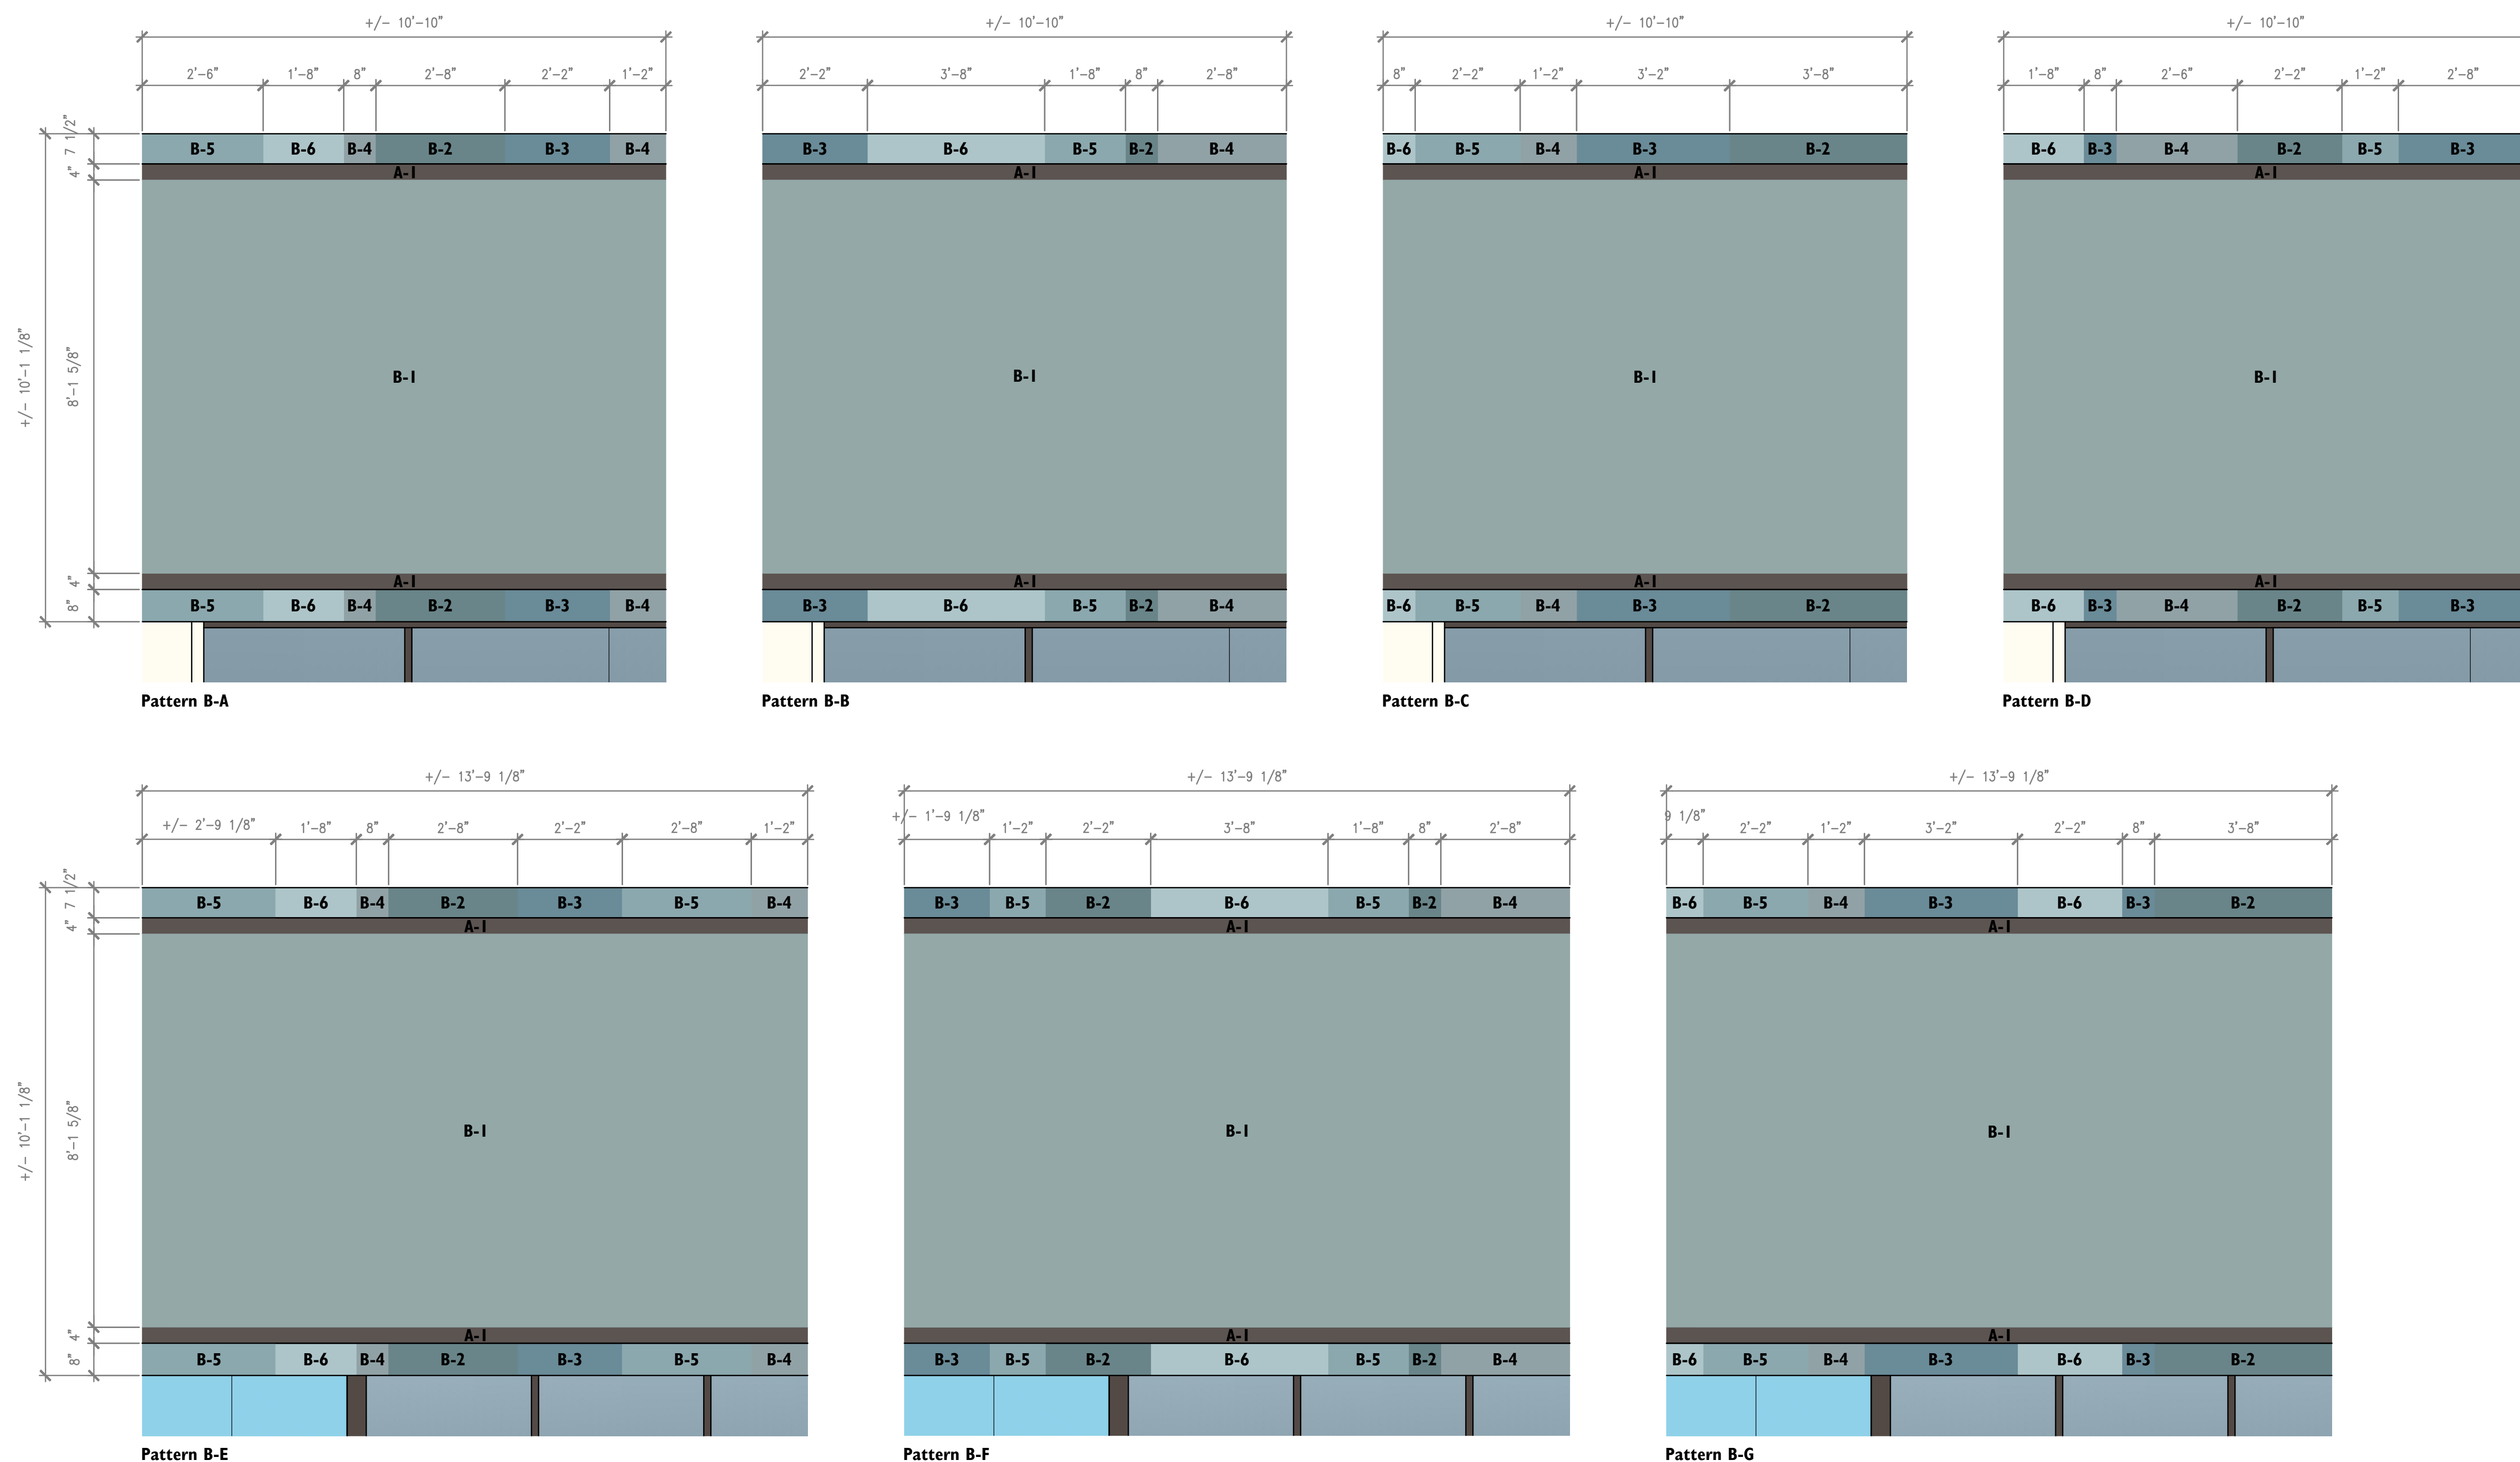 +/- 10'-10" +/- 10'-10" +/- 10'-10" +/- 10'-10"
2'-6" 1'-8" 8" 2'-8" 2'-2" 1'-2" 2'-2" 3'-8" 1'-8" 8" 2'-8" 8" 2'-2" 1'-2" 3'-2" 3'-8" 1'-8" 8" 2'-6" 2'-2" 1'-2" 2'-8"
7 1/2"
B-5 B-6 B-4 B-2 B-3 B-4 B-3 B-6 B-5 B-2 B-4 B-6 B-5 B-4 B-3 B-2 B-6 B-3 B-4 B-2 B-5 B-3
4"
A-1 A-1 A-1 A-1
+/- 10'-1 1/8"
8'-1 5/8"
B-1 B-1 B-1 B-1
4"
A-1 A-1 A-1 A-1
8"
B-5 B-6 B-4 B-2 B-3 B-4 B-3 B-6 B-5 B-2 B-4 B-6 B-5 B-4 B-3 B-2 B-6 B-3 B-4 B-2 B-5 B-3
Pattern B-A Pattern B-B Pattern B-C Pattern B-D
+/- 13'-9 1/8" +/- 13'-9 1/8" +/- 13'-9 1/8"
+/- 2'-9 1/8" 1'-8" 8" 2'-8" 2'-2" 2'-8" 1'-2" +/- 1'-9 1/8" 1'-2" 2'-2" 3'-8" 1'-8" 8" 2'-8" 9 1/8" 2'-2" 1'-2" 3'-2" 2'-2" 8" 3'-8"
7 1/2"
B-5 B-6 B-4 B-2 B-3 B-5 B-4 B-3 B-5 B-2 B-6 B-5 B-2 B-4 B-6 B-5 B-4 B-3 B-6 B-3 B-2
4"
A-1 A-1 A-1
+/- 10'-1 1/8"
8'-1 5/8"
B-1 B-1 B-1
4"
A-1 A-1 A-1
8"
B-5 B-6 B-4 B-2 B-3 B-5 B-4 B-3 B-5 B-2 B-6 B-5 B-2 B-4 B-6 B-5 B-4 B-3 B-6 B-3 B-2
Pattern B-E Pattern B-F Pattern B-G